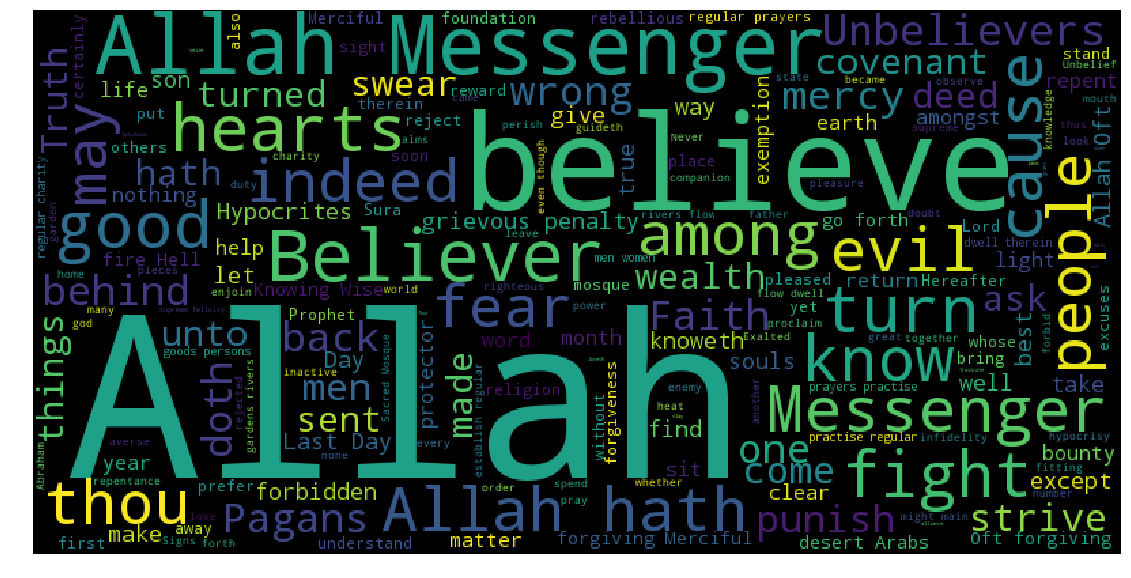 Allah Messenger
Unbelievers
Merciful
foundation
rebellious
regular prayers
also
certainly
Truth
sight
life
son
turned
swear
wrong
covenant
stand
Unbelief
repent
reward
therein
reject
put
others
hearts
believe
give
way
mercy
deed
amongst
earth
became
observe
state
mouth
knowledge
thus
look
supreme
cause
people
Allah Oft
may
hath
nothing
indeed
perish
guideth
Never
alms
soon
charity
even though
true
exemption
place
companion
pleasure
regular charity
garden
good
duty
Hypocrites
Sura
grievous penalty
rivers flow
father
go forth
Lord
doubt
dwell therein
leave
among
evil
light
help
let
fire Hell
Believer
men women
mosque
wealth
pleased
return
Hereafter
flow dwell
yet
behind
home
pieces
enjoin
Knowing Wise
world
righteous
power
fear
Faith
proclaim
turn
ask
best
forbid
excuses
many
god
supreme felicity
Prophet
word
month
knoweth
Exalted
great
together
whose
bring
things
unto
back
goods persons
Day
protector
souls
know
well
take
Allah
doth
rejected
gardens rivers
inactive
men
made
religion
enemy
another
prayers practise
Messenger
sent
Sacred Mosque
establish regular
without
forgiveness
heat
slay
find
one
practise regular
infidelity
hypocrisy
Abraham
averse
Last Day
every
none
sit
come
fight
bounty
fitting
year
repentance
prefer
forbidden
order
spend
whether
clear
except
number
thou
love
Pagans
Allah hath
pray
punish
might main
strive
alliance
make
away
first
Signs
forth
understand
matter
forgiving Merciful
desert Arabs
Oft forgiving